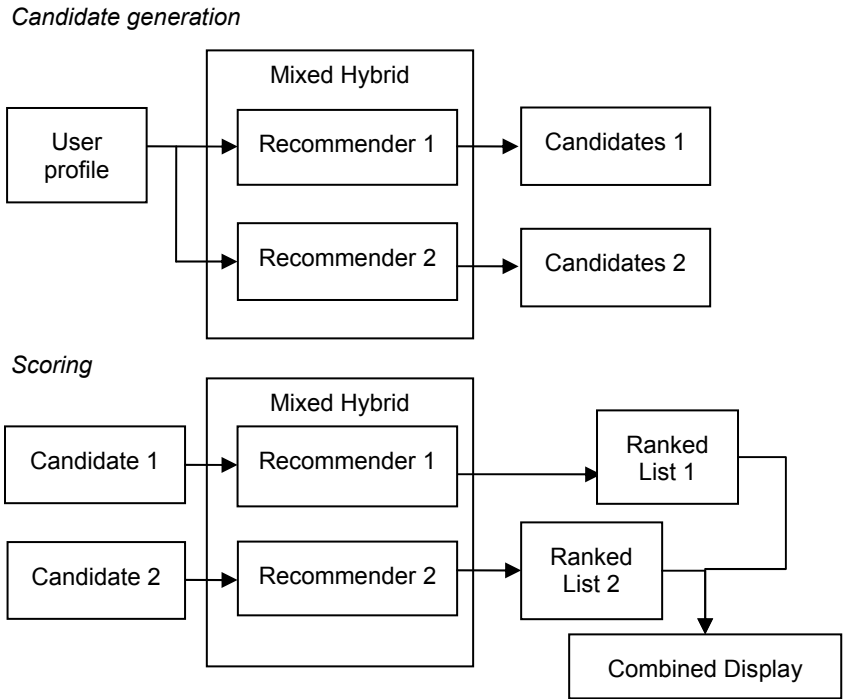 Candidate generation
Mixed Hybrid
User
profile
Recommender 1
Candidates 1
Recommender 2
Candidates 2
Scoring
Mixed Hybrid
Candidate 1
Recommender 1
Ranked
List 1
Candidate 2
Recommender 2
Ranked
List 2
Combined Display